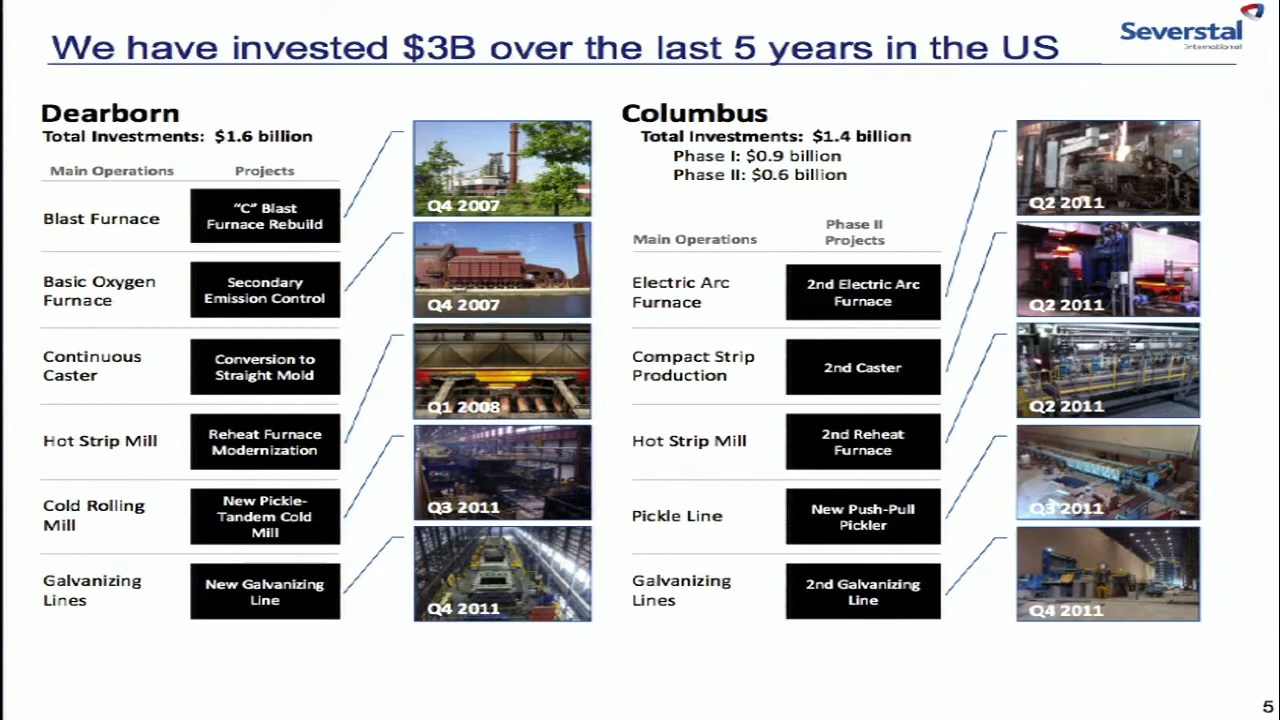 Severstal
International
We have invested $3B over the last 5 years in the US
Dearborn
Total Investments: $1.6 billion
Main Operations
Projects
Blast Furnace
“C” Blast
Furnace Rebuild
Q4 2007
Basic Oxygen
Furnace
Secondary
Emission Control
Q4 2007
Continuous
Caster
Conversion to
Straight Mold
Q1 2008
Hot Strip Mill
Reheat Furnace
Modernization
Q3 2011
Cold Rolling
Mill
New Pickle-
Tandem Cold
Mill
Q4 2011
Galvanizing
Lines
New Galvanizing
Line
Columbus
Total Investments: $1.4 billion
Phase I: $0.9 billion
Phase II: $0.6 billion
Main Operations
Phase II
Projects
Electric Arc
Furnace
2nd Electric Arc
Furnace
Q2 2011
Compact Strip
Production
2nd Caster
Q2 2011
Hot Strip Mill
2nd Reheat
Furnace
Q2 2011
Pickle Line
New Push-Pull
Pickler
Q3 2011
Galvanizing
Lines
2nd Galvanizing
Line
Q4 2011
5